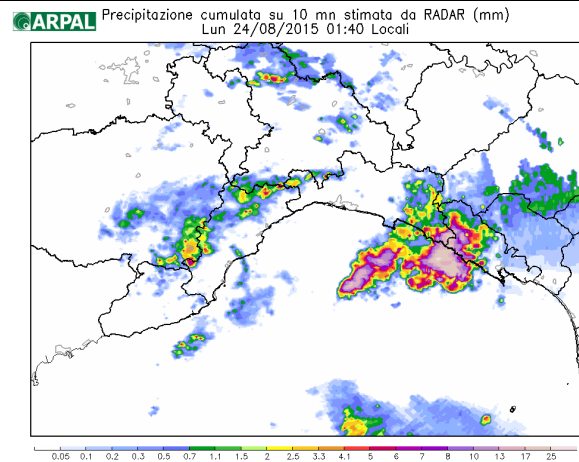 ARPAL
Precipitazione cumulata su 10 mn stimata da RADAR (mm)
Lun 24/08/2015 01:40 Locali
0.05 0.1 0.2 0.3 0.5 0.7 1.1 1.5 2 2.5 3.3 4.1 5 6 7 8 10 13 17 25